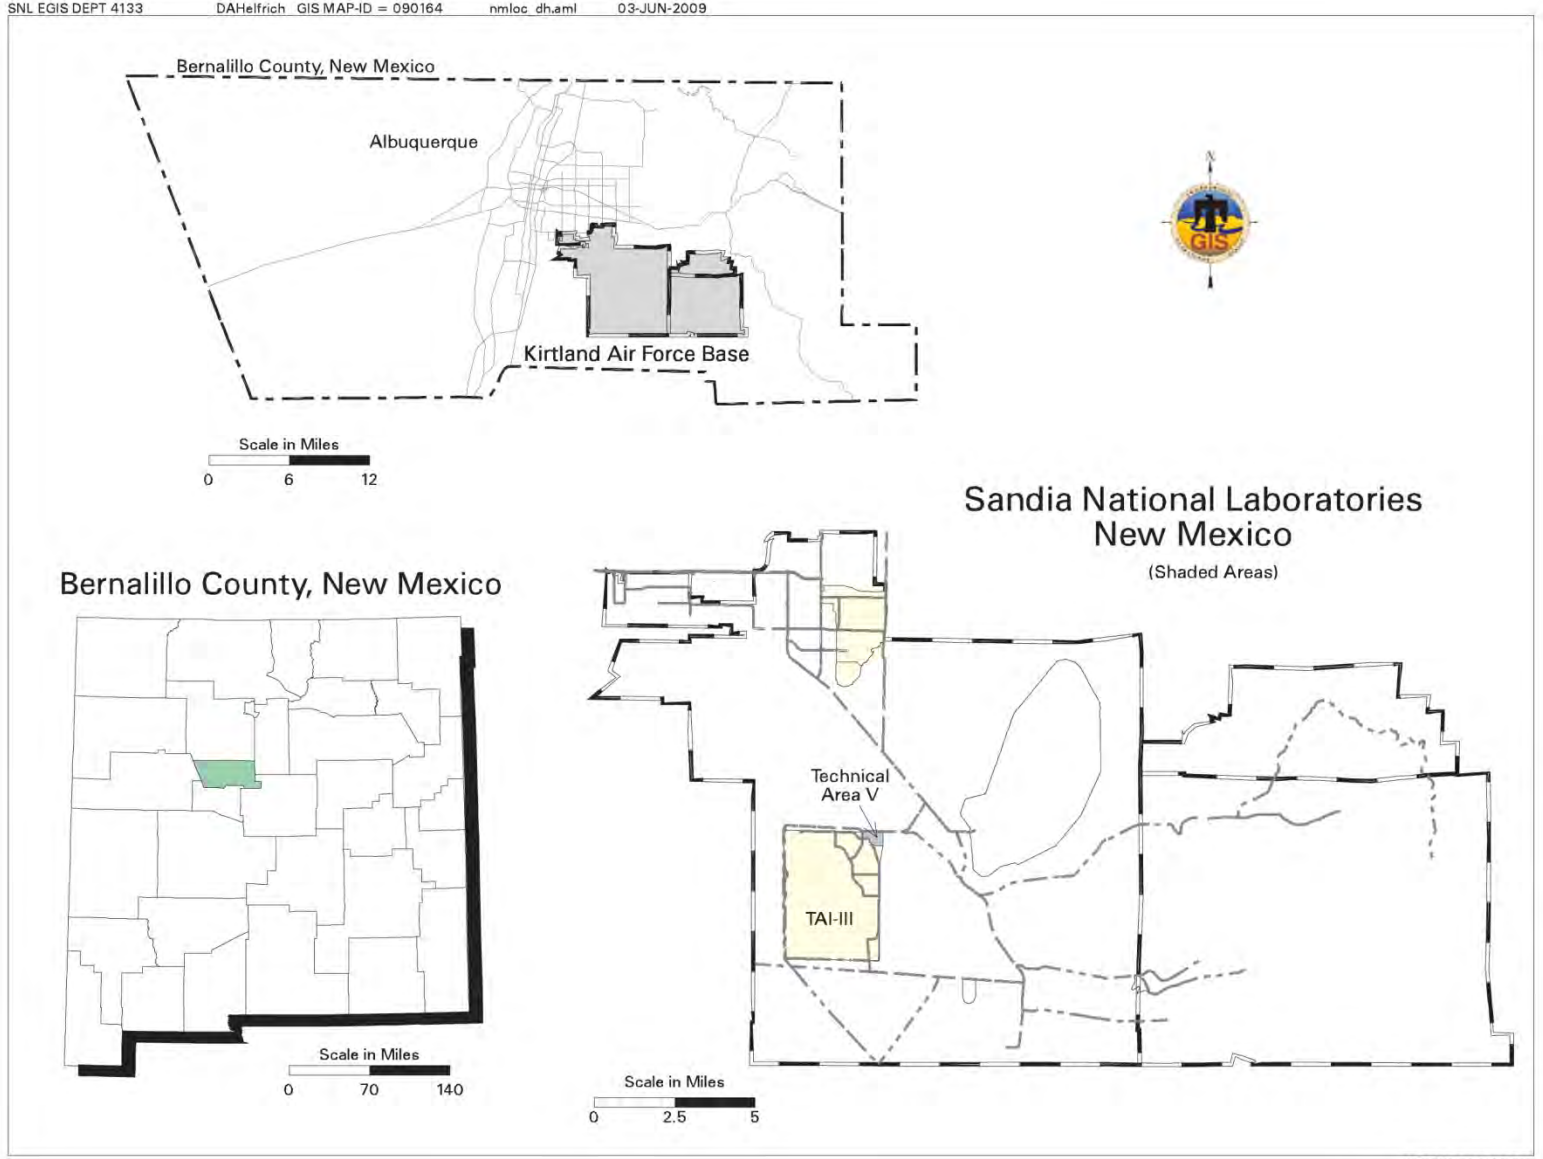 SNL EGIS DEPT 4133 DAHelfrich GIS MAP-ID = 090164 nmloc_dh.aml 03-JUN-2009
Bernalillo County, New Mexico
Albuquerque
N
GIS
Kirtland Air Force Base
Scale in Miles
0 6 12
Sandia National Laboratories
New Mexico
(Shaded Areas)
Bernalillo County, New Mexico
Technical
Area V
TAI-III
Scale in Miles
0 70 140
Scale in Miles
0 2.5 5